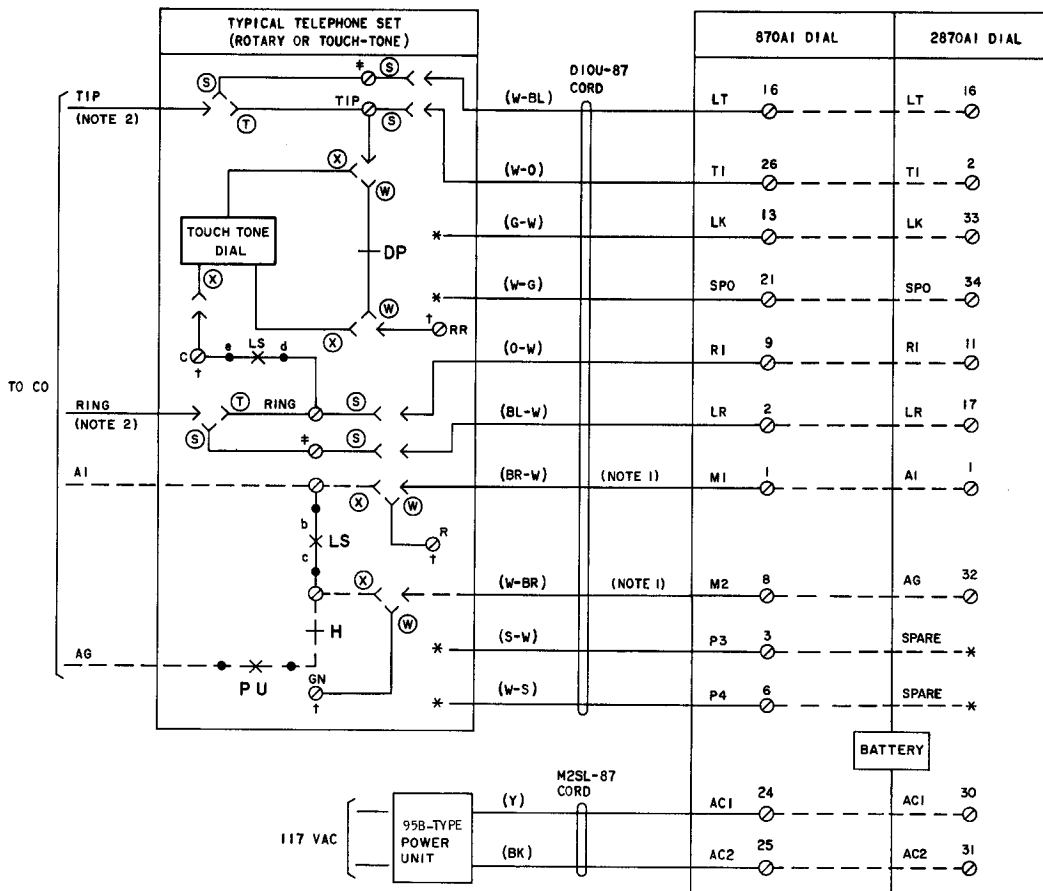 TYPICAL TELEPHONE SET
(ROTARY OR TOUCH-TONE)
870A1 DIAL
2870A1 DIAL
D10U-87
CORD
TO CO
TIP
(NOTE 2)
S
T
‡
S
TIP
S
(W-BL)
LT
16
LT
16
X
W
(W-O)
T1
26
T1
2
TOUCH TONE
DIAL
DP
*
(G-W)
LK
13
LK
33
X
X
W
*
(W-G)
SPO
21
SPO
34
†
RR
C
†
e
LS
d
(O-W)
R1
9
R1
11
RING
(NOTE 2)
T
RING
S
S
‡
S
(BL-W)
LR
2
LR
17
A1
X
W
(BR-W)
(NOTE 1)
M1
1
A1
1
b
LS
c
R
†
X
W
(W-BR)
(NOTE 1)
M2
8
AG
32
H
AG
PU
GN
†
*
(S-W)
P3
3
SPARE
*
*
(W-S)
P4
6
SPARE
*
BATTERY
M2SL-87
CORD
117 VAC
95B-TYPE
POWER
UNIT
(Y)
AC1
24
AC1
30
(BK)
AC2
25
AC2
31